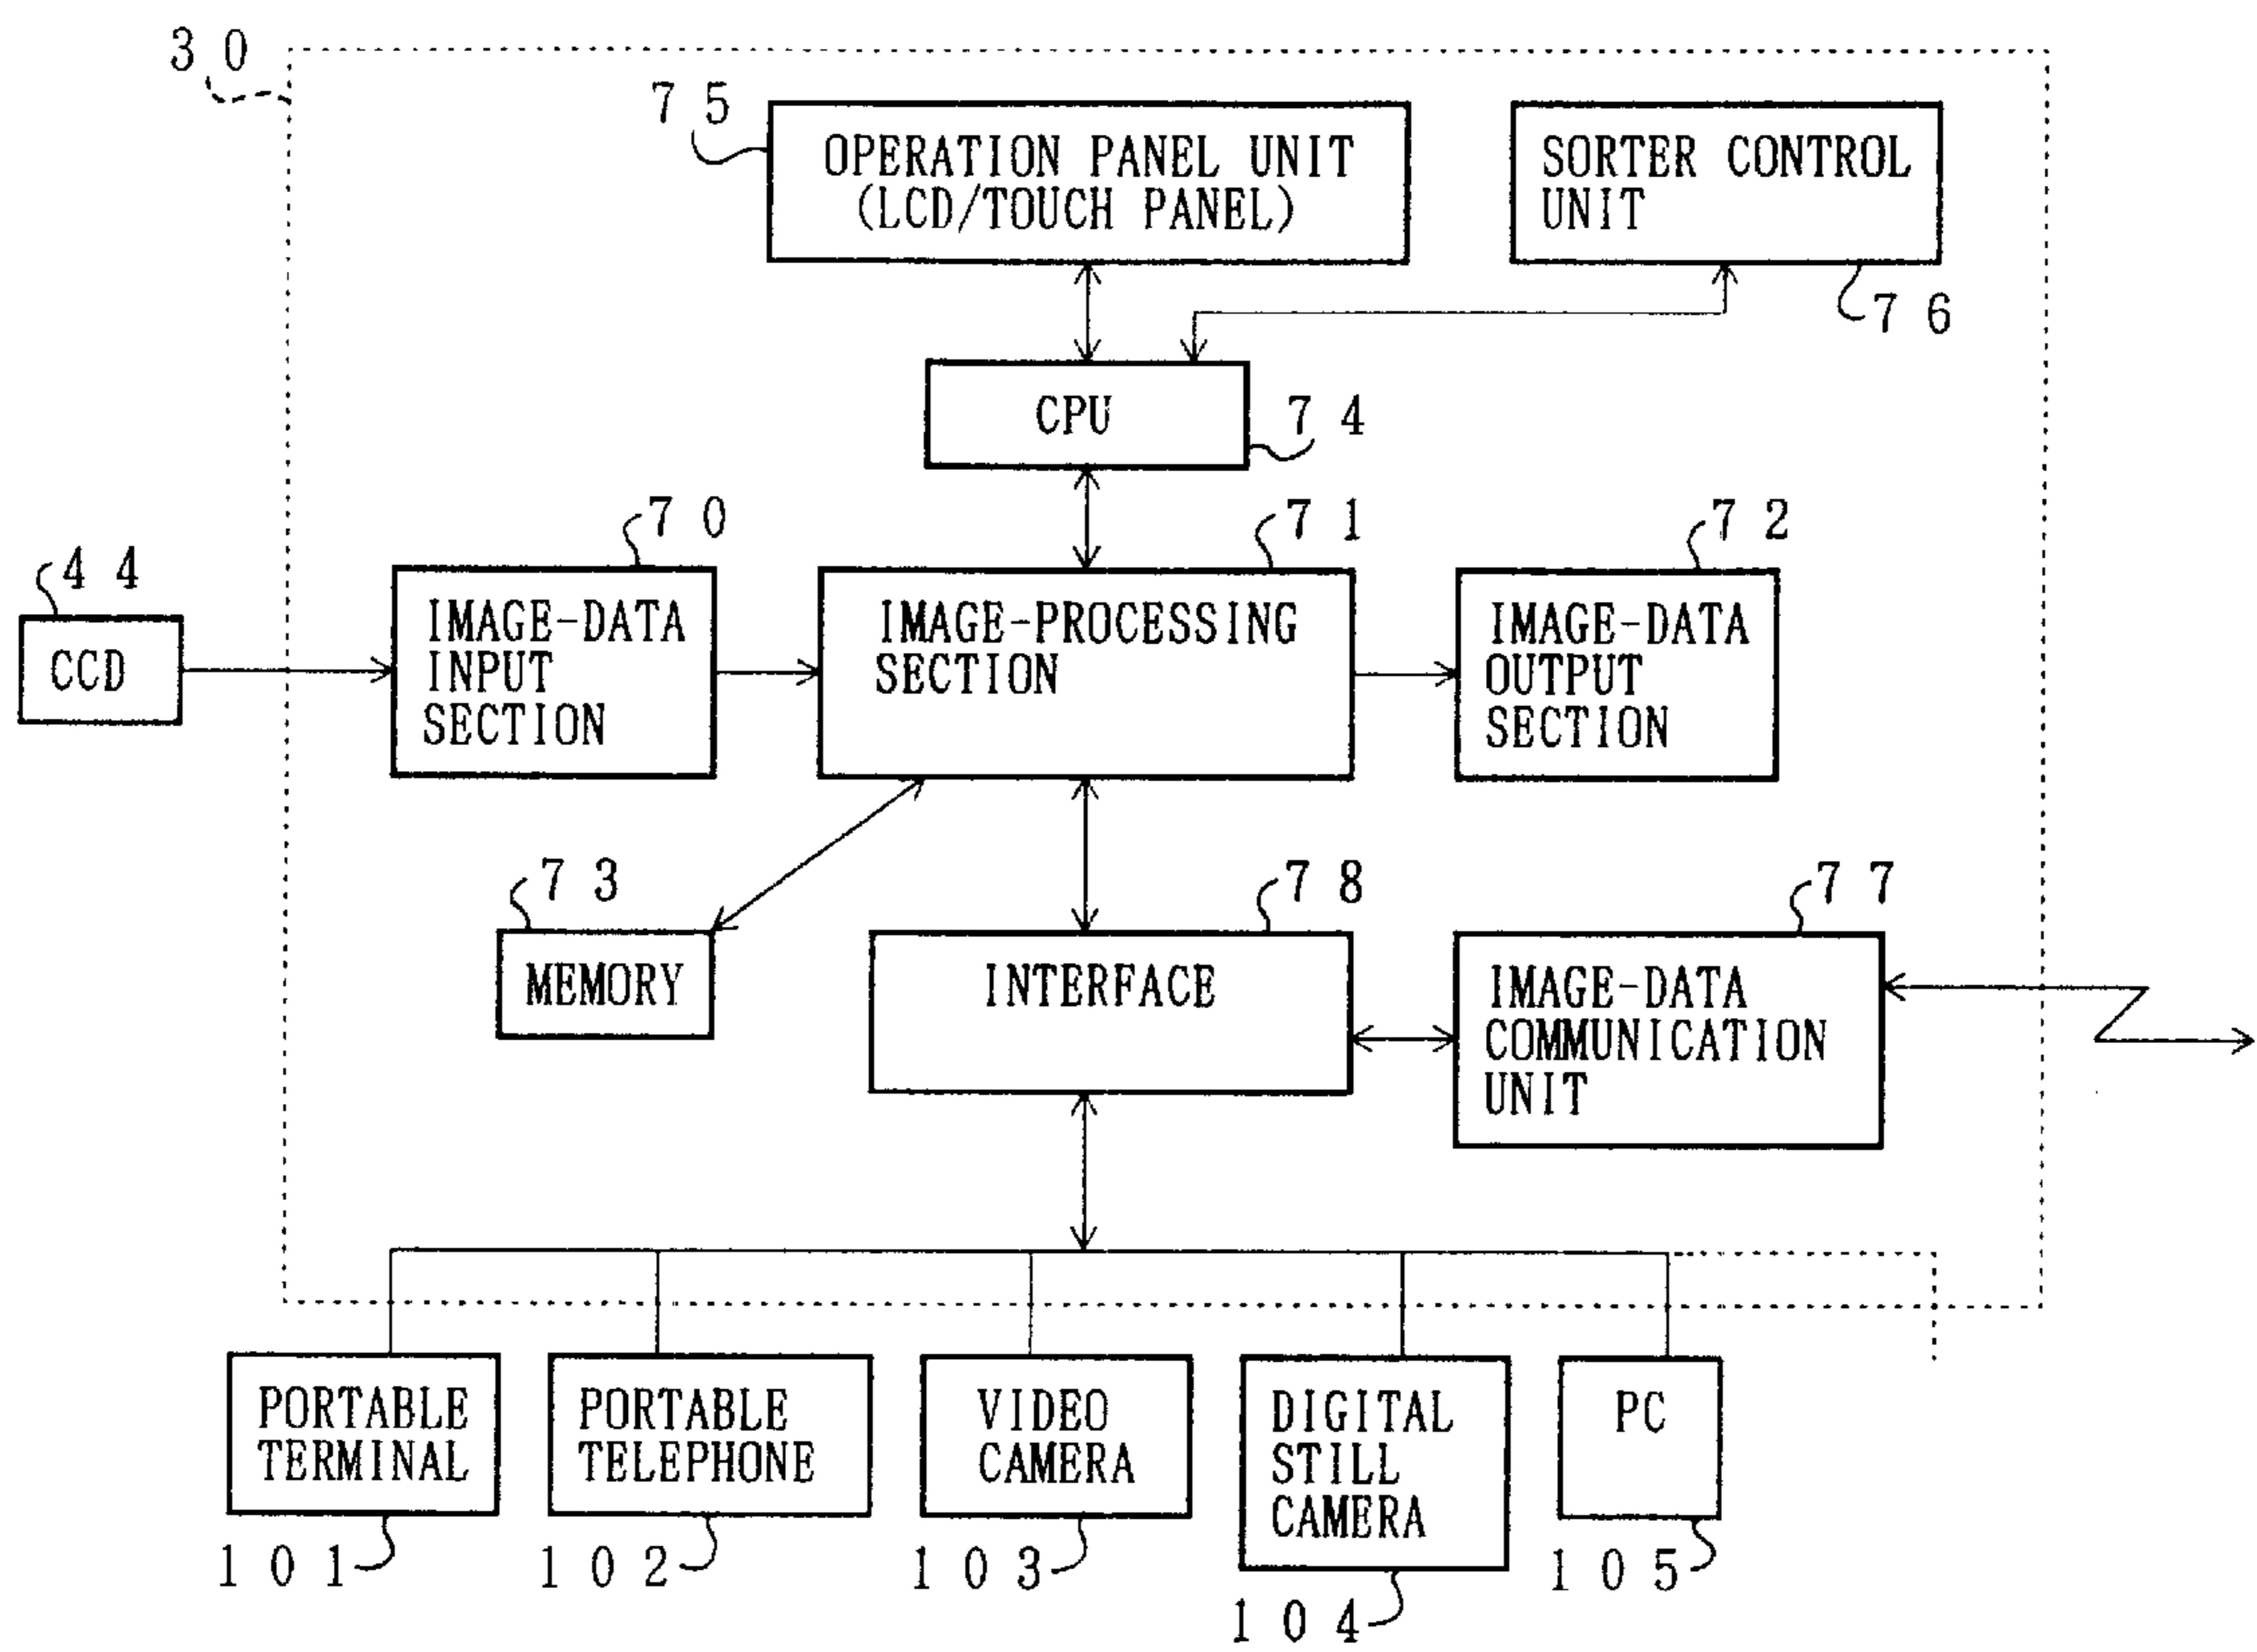 30
75
OPERATION PANEL UNIT
(LCD/TOUCH PANEL)
SORTER CONTROL
UNIT
76
CPU
74
44
CCD
70
IMAGE-DATA
INPUT
SECTION
71
IMAGE-PROCESSING
SECTION
72
IMAGE-DATA
OUTPUT
SECTION
73
MEMORY
78
INTERFACE
77
IMAGE-DATA
COMMUNICATION
UNIT
PORTABLE
TERMINAL
101
PORTABLE
TELEPHONE
102
VIDEO
CAMERA
103
DIGITAL
STILL
CAMERA
104
PC
105